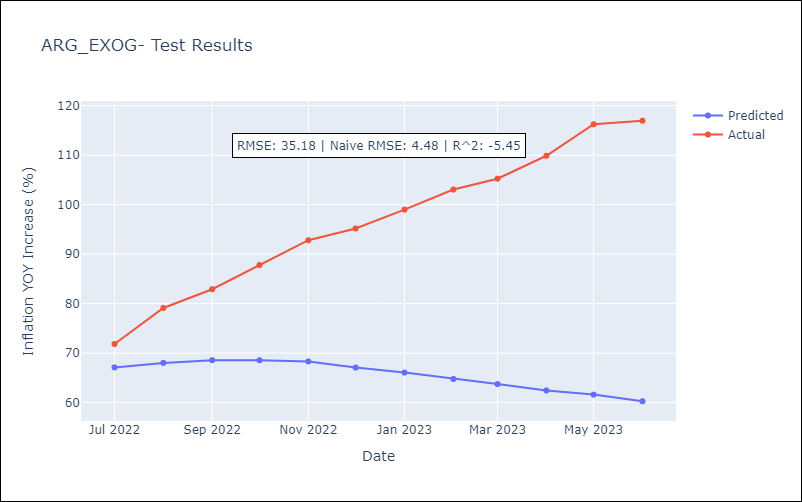 ARG_EXOG- Test Results
Predicted
Actual
RMSE: 35.18 | Naive RMSE: 4.48 | R^2: -5.45
Inflation YOY Increase (%)
120
110
100
90
80
70
60
Jul 2022
Sep 2022
Nov 2022
Jan 2023
Mar 2023
May 2023
Date